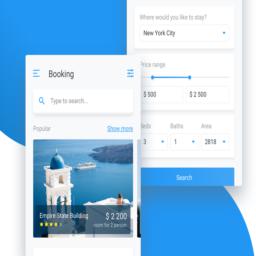 Where would you like to stay?
New York City
Price range
$ 500
$ 2 500
Beds
Baths
Area
3
1
2818
Search
Booking
Type to search...
Popular
Show more
Empire State Building
$ 2 200
room for 2 person